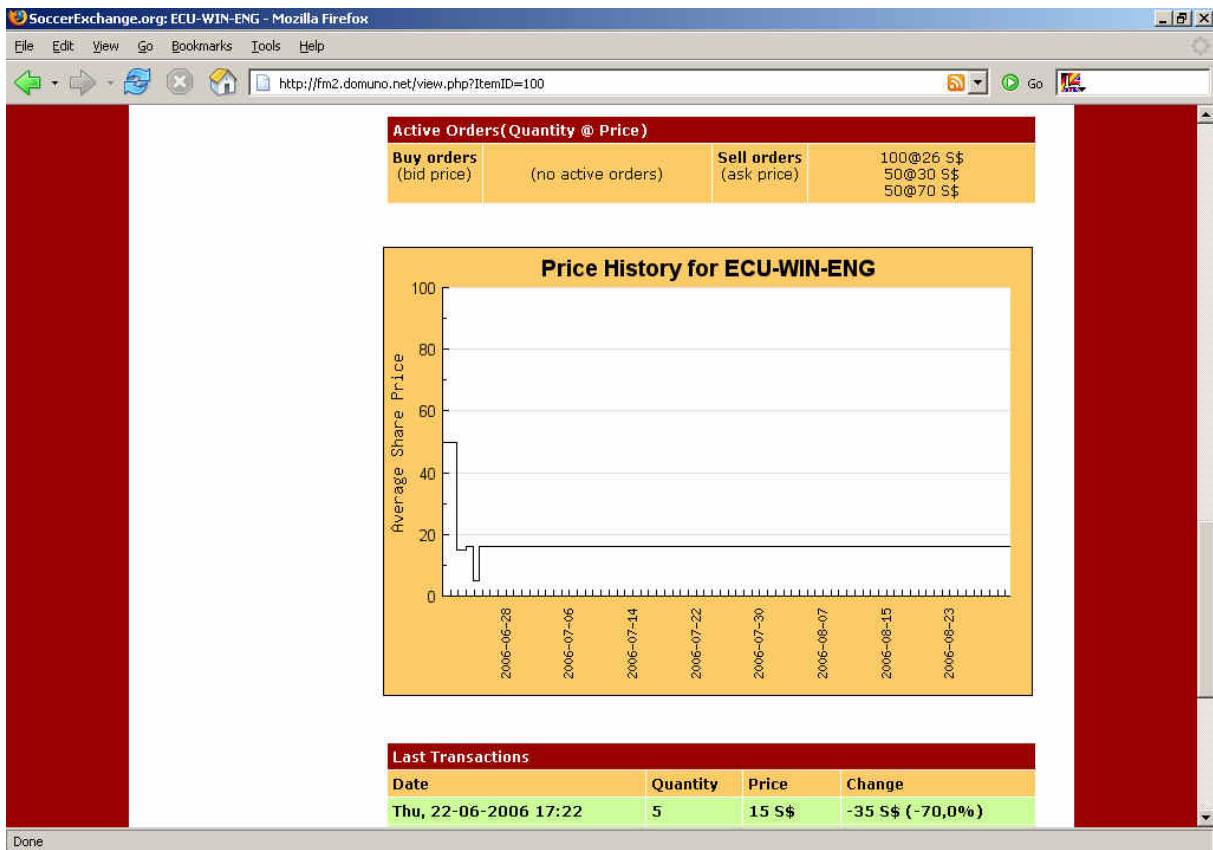 SoccerExchange.org: ECU-WIN-ENG - Mozilla Firefox
File Edit View Go Bookmarks Tools Help
http://fm2.domuno.net/view.php?ItemID=100 Go
Active Orders(Quantity @ Price)
Buy orders
(bid price)
(no active orders)
Sell orders
(ask price)
100@26 S$
50@30 S$
50@70 S$
Price History for ECU-WIN-ENG
Average Share Price
100
80
60
40
20
0
2006-06-28
2006-07-06
2006-07-14
2006-07-22
2006-07-30
2006-08-07
2006-08-15
2006-08-23
Last Transactions
Date Quantity Price Change
Thu, 22-06-2006 17:22 5 15 S$ -35 S$ (-70,0%)
Done